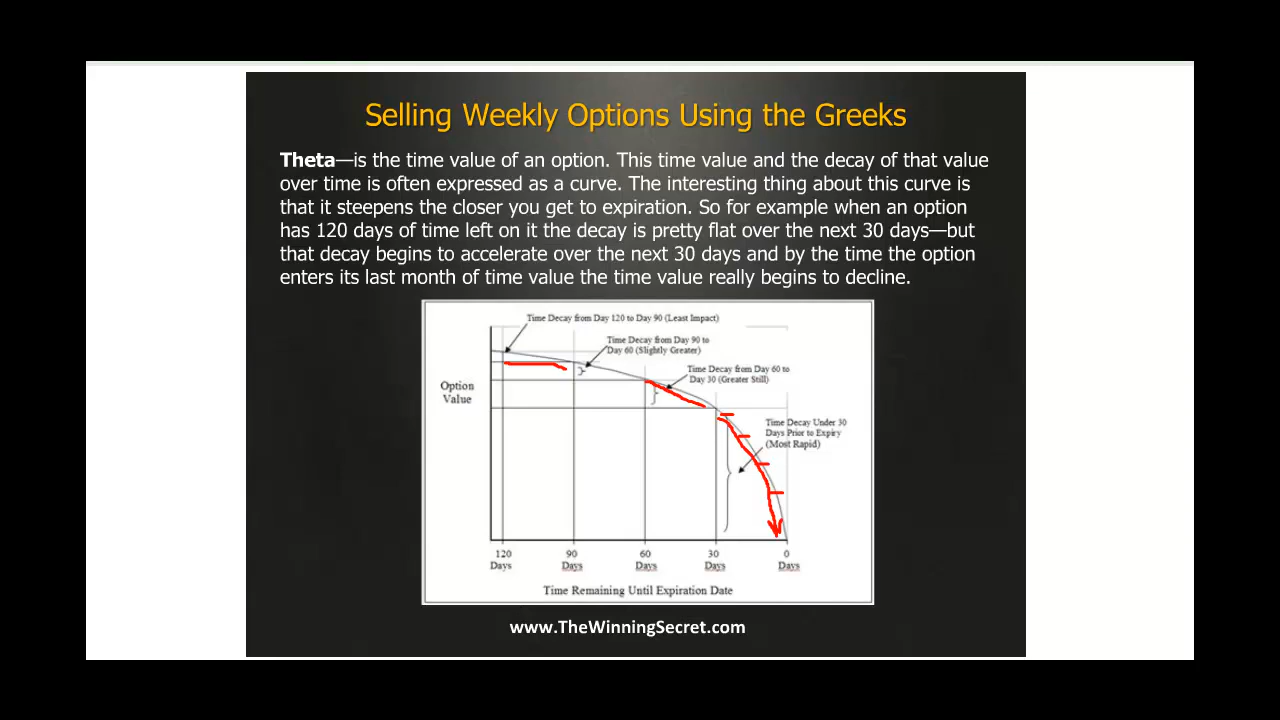 Selling Weekly Options Using the Greeks
Theta—is the time value of an option. This time value and the decay of that value
over time is often expressed as a curve. The interesting thing about this curve is
that it steepens the closer you get to expiration. So for example when an option
has 120 days of time left on it the decay is pretty flat over the next 30 days—but
that decay begins to accelerate over the next 30 days and by the time the option
enters its last month of time value the time value really begins to decline.
Time Decay from Day 120 to Day 90 (Least Impact)
Time Decay from Day 90 to
Day 60 (Slightly Greater)
Time Decay from Day 60 to
Day 30 (Greater Still)
Option
Value
Time Decay Under 30
Days Prior to Expiry
(Most Rapid)
120 90 60 30 0
Days Days Days Days Days
Time Remaining Until Expiration Date
www.TheWinningSecret.com